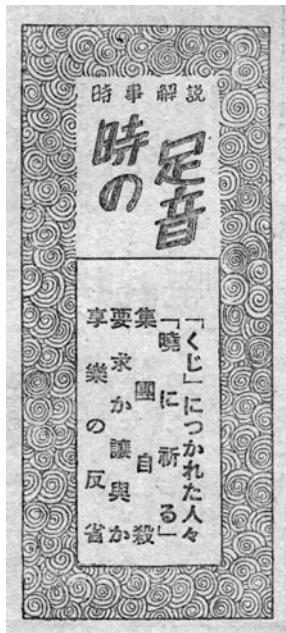 時事解説
時の
足音
「くじ」につかれた人々
「曉に祈る」
集團自殺
要求か讓與か
享樂の反省